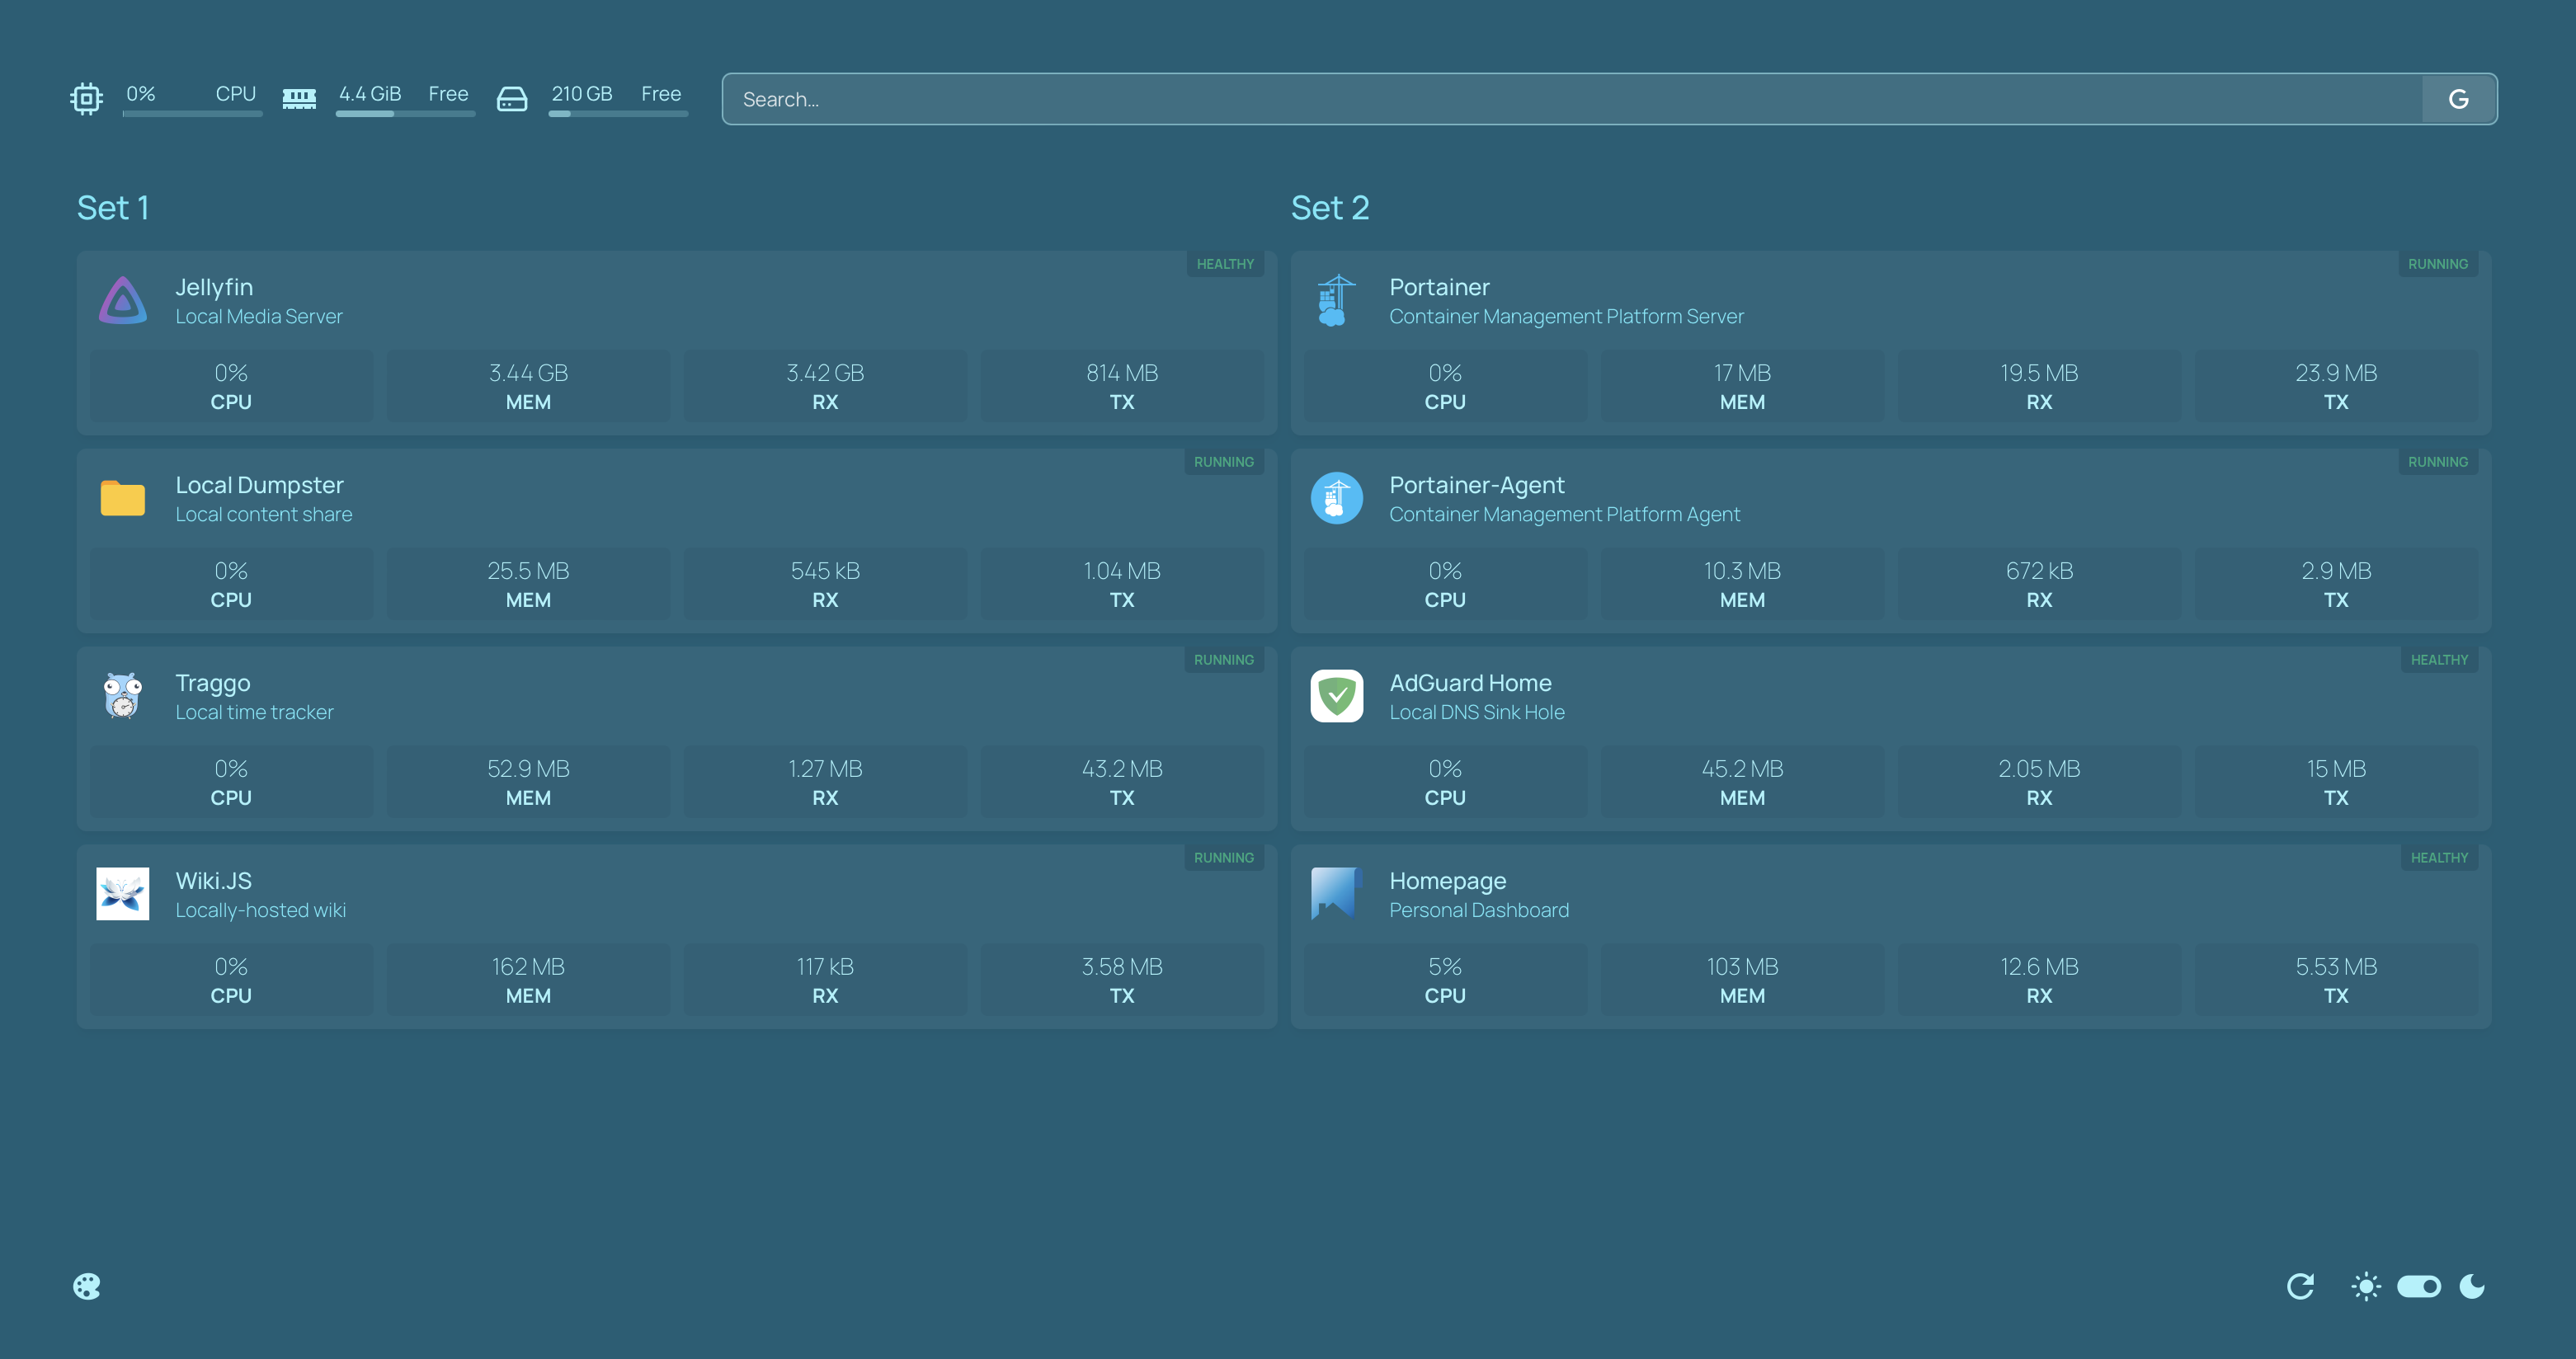 0% CPU 4.4 GiB Free 210 GB Free
Search...
G
Set 1
HEALTHY
Jellyfin
Local Media Server
0% 3.44 GB 3.42 GB 814 MB
CPU MEM RX TX
RUNNING
Local Dumpster
Local content share
0% 25.5 MB 545 kB 1.04 MB
CPU MEM RX TX
RUNNING
Traggo
Local time tracker
0% 52.9 MB 1.27 MB 43.2 MB
CPU MEM RX TX
RUNNING
Wiki.JS
Locally-hosted wiki
0% 162 MB 117 kB 3.58 MB
CPU MEM RX TX
Set 2
RUNNING
Portainer
Container Management Platform Server
0% 17 MB 19.5 MB 23.9 MB
CPU MEM RX TX
RUNNING
Portainer-Agent
Container Management Platform Agent
0% 10.3 MB 672 kB 2.9 MB
CPU MEM RX TX
HEALTHY
AdGuard Home
Local DNS Sink Hole
0% 45.2 MB 2.05 MB 15 MB
CPU MEM RX TX
HEALTHY
Homepage
Personal Dashboard
5% 103 MB 12.6 MB 5.53 MB
CPU MEM RX TX